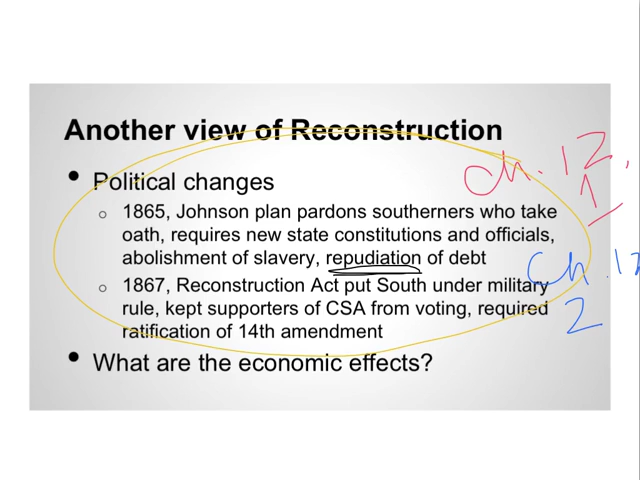 Another view of Reconstruction
• Political changes
○ 1865, Johnson plan pardons southerners who take
oath, requires new state constitutions and officials,
abolishment of slavery, repudiation of debt
○ 1867, Reconstruction Act put South under military
rule, kept supporters of CSA from voting, required
ratification of 14th amendment
• What are the economic effects?
ch. 12.
1
Ch.
2